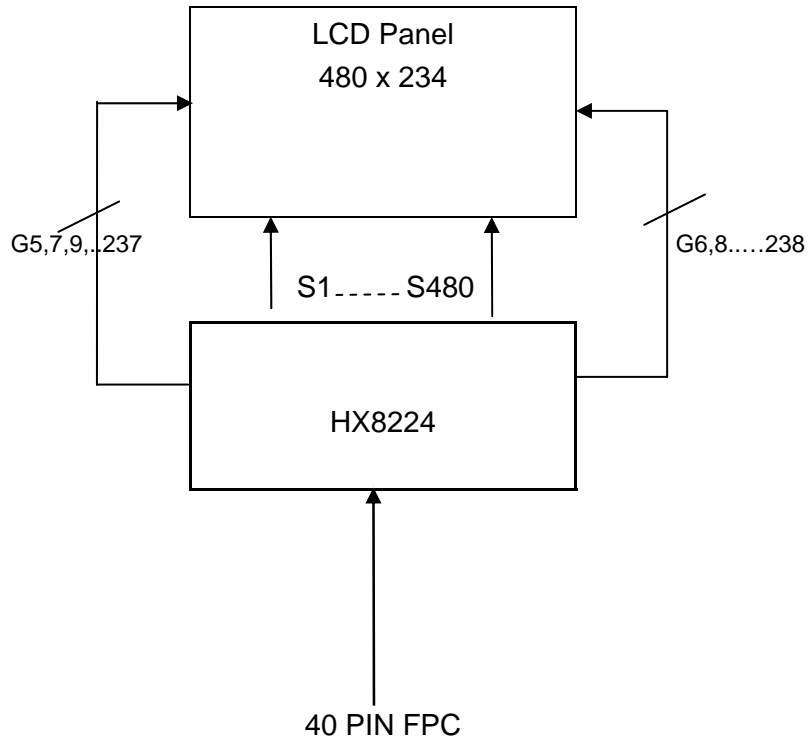 LCD Panel
480 x 234
G5,7,9,..237
G6,8.....238
S1 _ _ _ _ _ S480
HX8224
40 PIN FPC